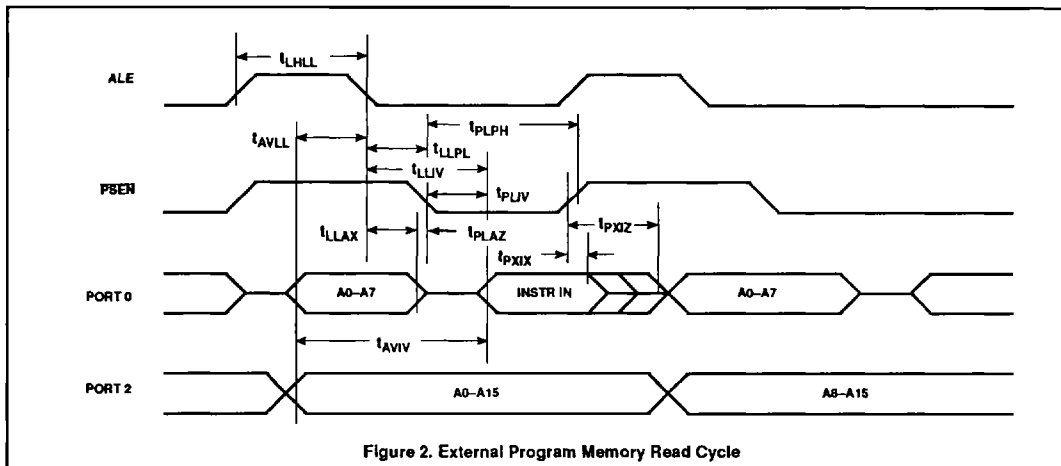 ALE
tLHLL
tAVLL
tPLPH
tLLPL
tLLIV
PSEN
tPLIV
tLLAX
tPLAZ
tPXIZ
tPXIX
PORT 0
A0–A7
INSTR IN
A0–A7
tAVIV
PORT 2
A0–A15
A8–A15
Figure 2. External Program Memory Read Cycle